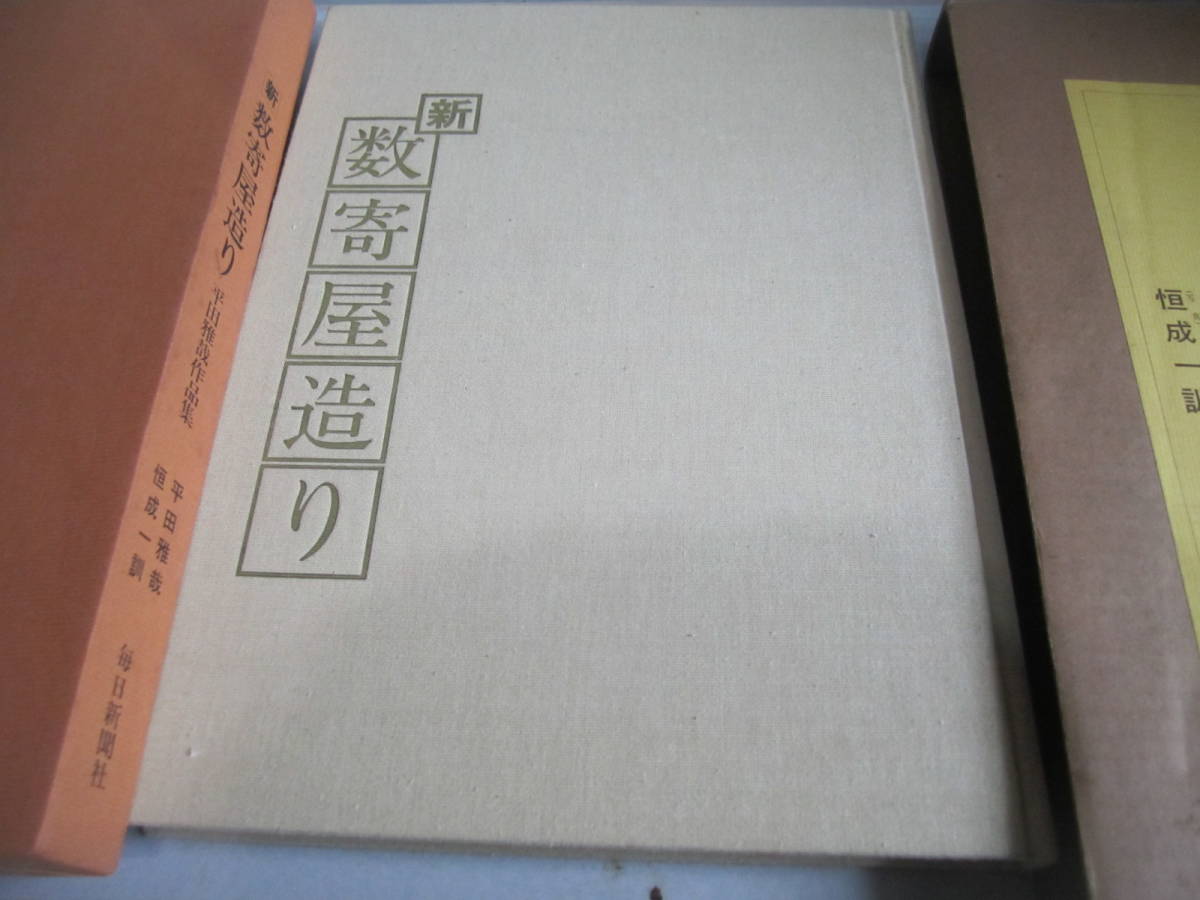 新 数寄屋造り 平田雅哉作品集
平田雅哉
恒成一訓
毎日新聞社
新
数寄屋造り
恒成一訓